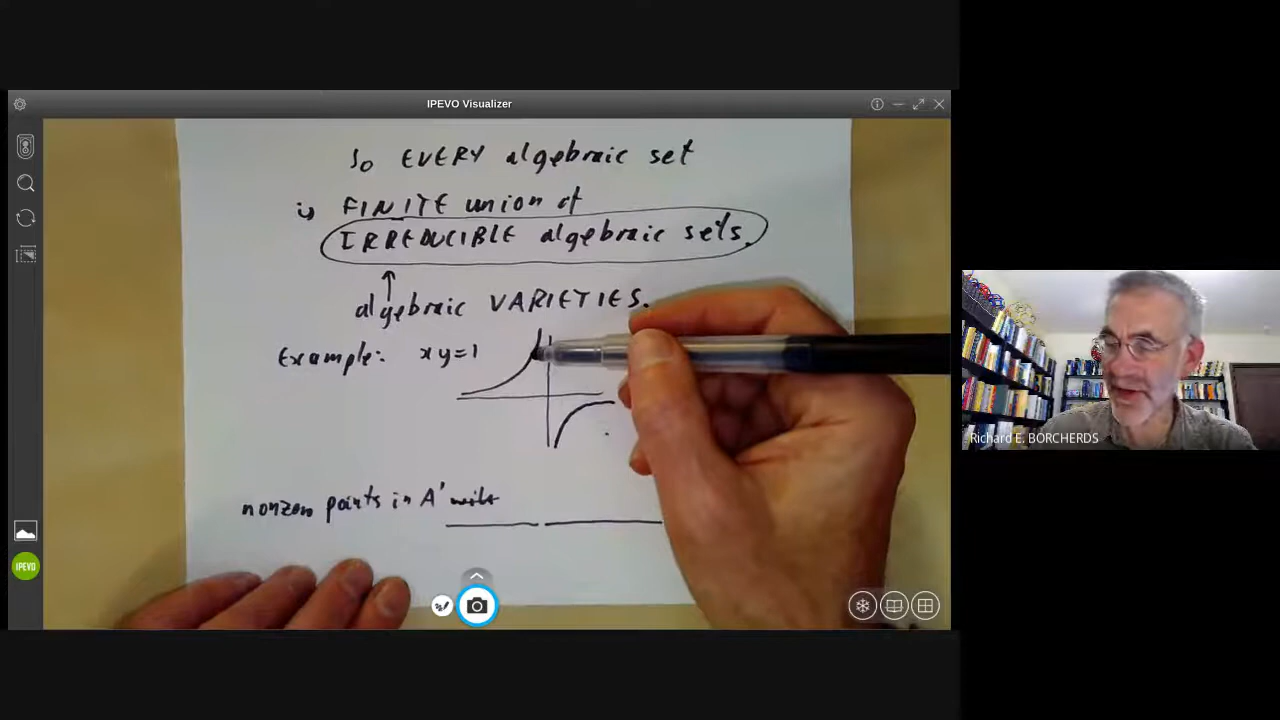 IPEVO Visualizer
So EVERY algebraic set
is FINITE union of
IRREDUCIBLE algebraic sets.
algebraic VARIETIES.
Example: xy=1
nonzero points in A'
IPEVO
Richard E. BORCHERDS